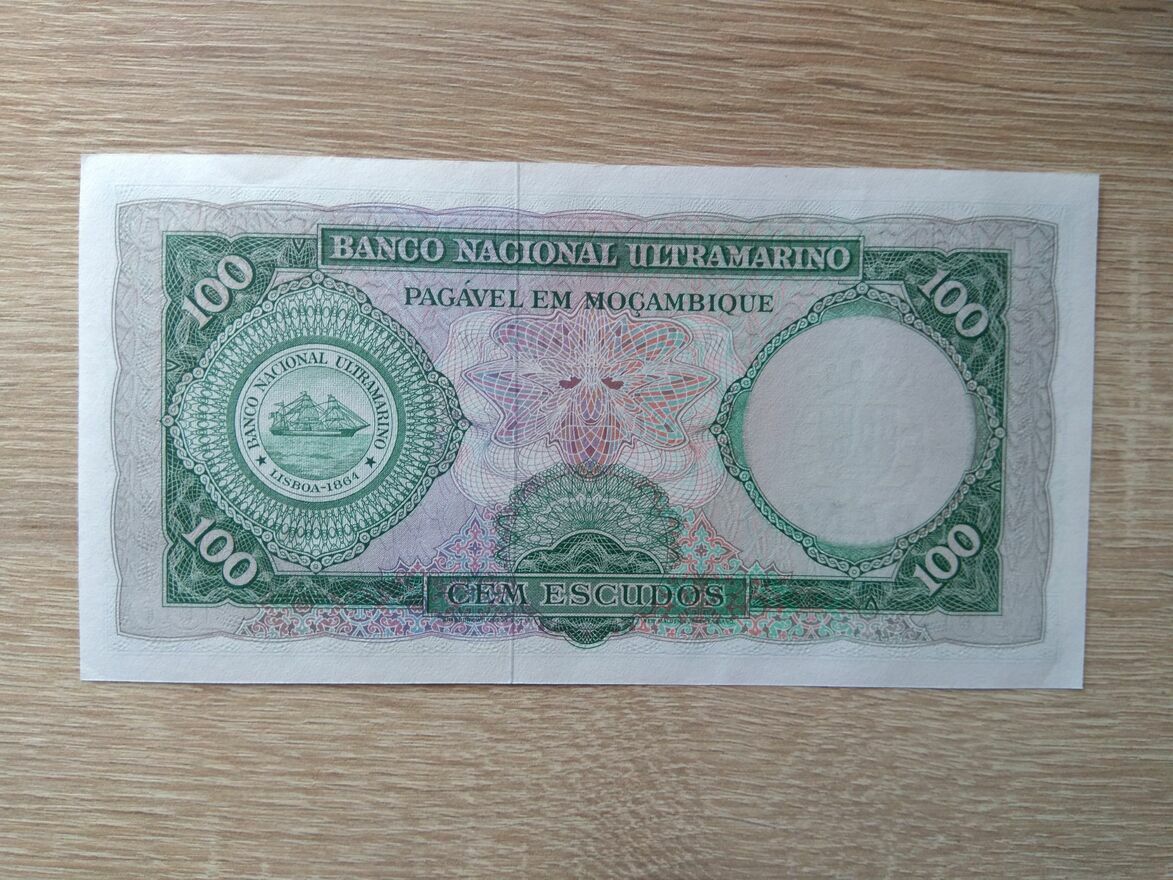 BANCO NACIONAL ULTRAMARINO
PAGÁVEL EM MOÇAMBIQUE
100
100
BANCO NACIONAL ULTRAMARINO
★ LISBOA-1864 ★
100
100
CEM ESCUDOS